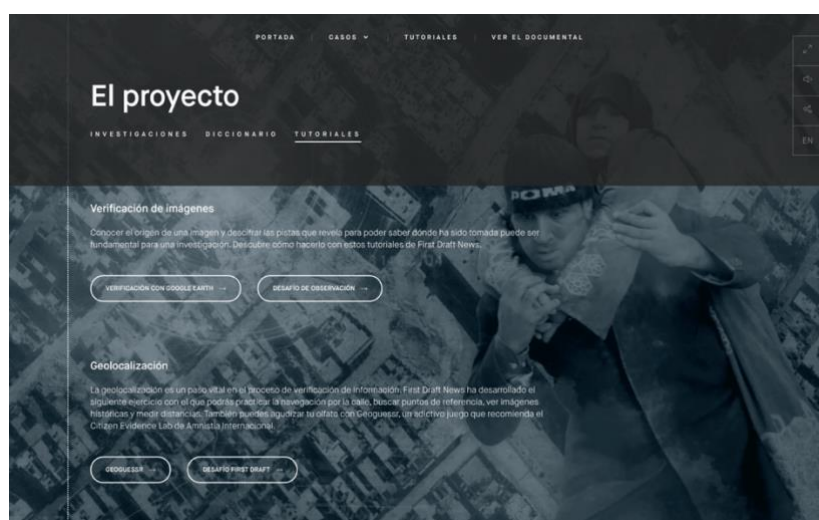 PORTADA CASOS TUTORIALES VER EL DOCUMENTAL
El proyecto
INVESTIGACIONES DICCIONARIO TUTORIALES
EN
DOMA
Verificación de imágenes
Conocer el origen de una imagen y descifrar las pistas que revela para poder saber dónde ha sido tomada puede ser
fundamental para una investigación. Descubre cómo hacerlo con estos tutoriales de First Draft News.
VERIFICACIÓN CON GOOGLE EARTH → DESAFÍO DE OBSERVACIÓN →
Geolocalización
La geolocalización es un paso vital en el proceso de verificación de información. First Draft News ha desarrollado el
siguiente ejercicio con el que podrás practicar la navegación por la calle, buscar puntos de referencia, ver imágenes
históricas y medir distancias. También puedes agudizar tu olfato con Geoguessr, un adictivo juego que recomienda el
Citizen Evidence Lab de Amnistía Internacional.
GEOGUESSR → DESAFÍO FIRST DRAFT →